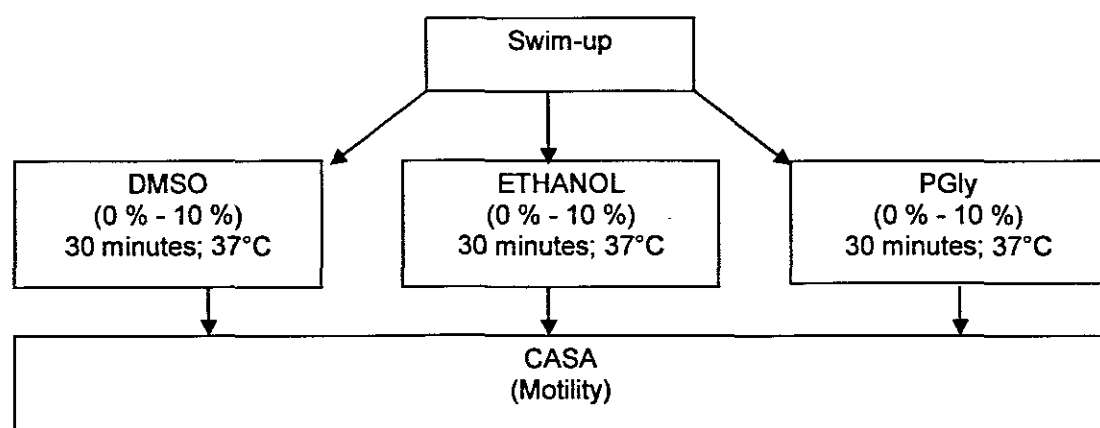 Swim-up
DMSO
(0 % - 10 %)
30 minutes; 37°C
ETHANOL
(0 % - 10 %)
30 minutes; 37°C
PGly
(0 % - 10 %)
30 minutes; 37°C
CASA
(Motility)